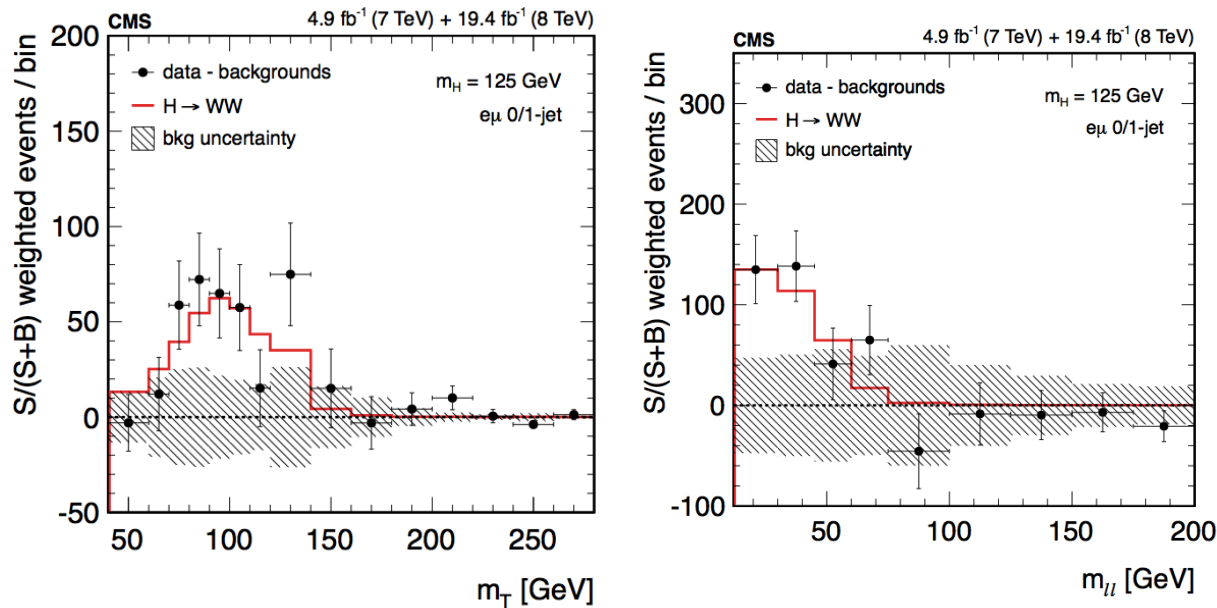 CMS 4.9 fb⁻¹ (7 TeV) + 19.4 fb⁻¹ (8 TeV)
S/(S+B) weighted events / bin
200
150
100
50
0
-50
data - backgrounds
H → WW
bkg uncertainty
m_H = 125 GeV
eμ 0/1-jet
50 100 150 200 250
m_T [GeV]
CMS 4.9 fb⁻¹ (7 TeV) + 19.4 fb⁻¹ (8 TeV)
S/(S+B) weighted events / bin
300
200
100
0
-100
data - backgrounds
H → WW
bkg uncertainty
m_H = 125 GeV
eμ 0/1-jet
50 100 150 200
m_ℓℓ [GeV]